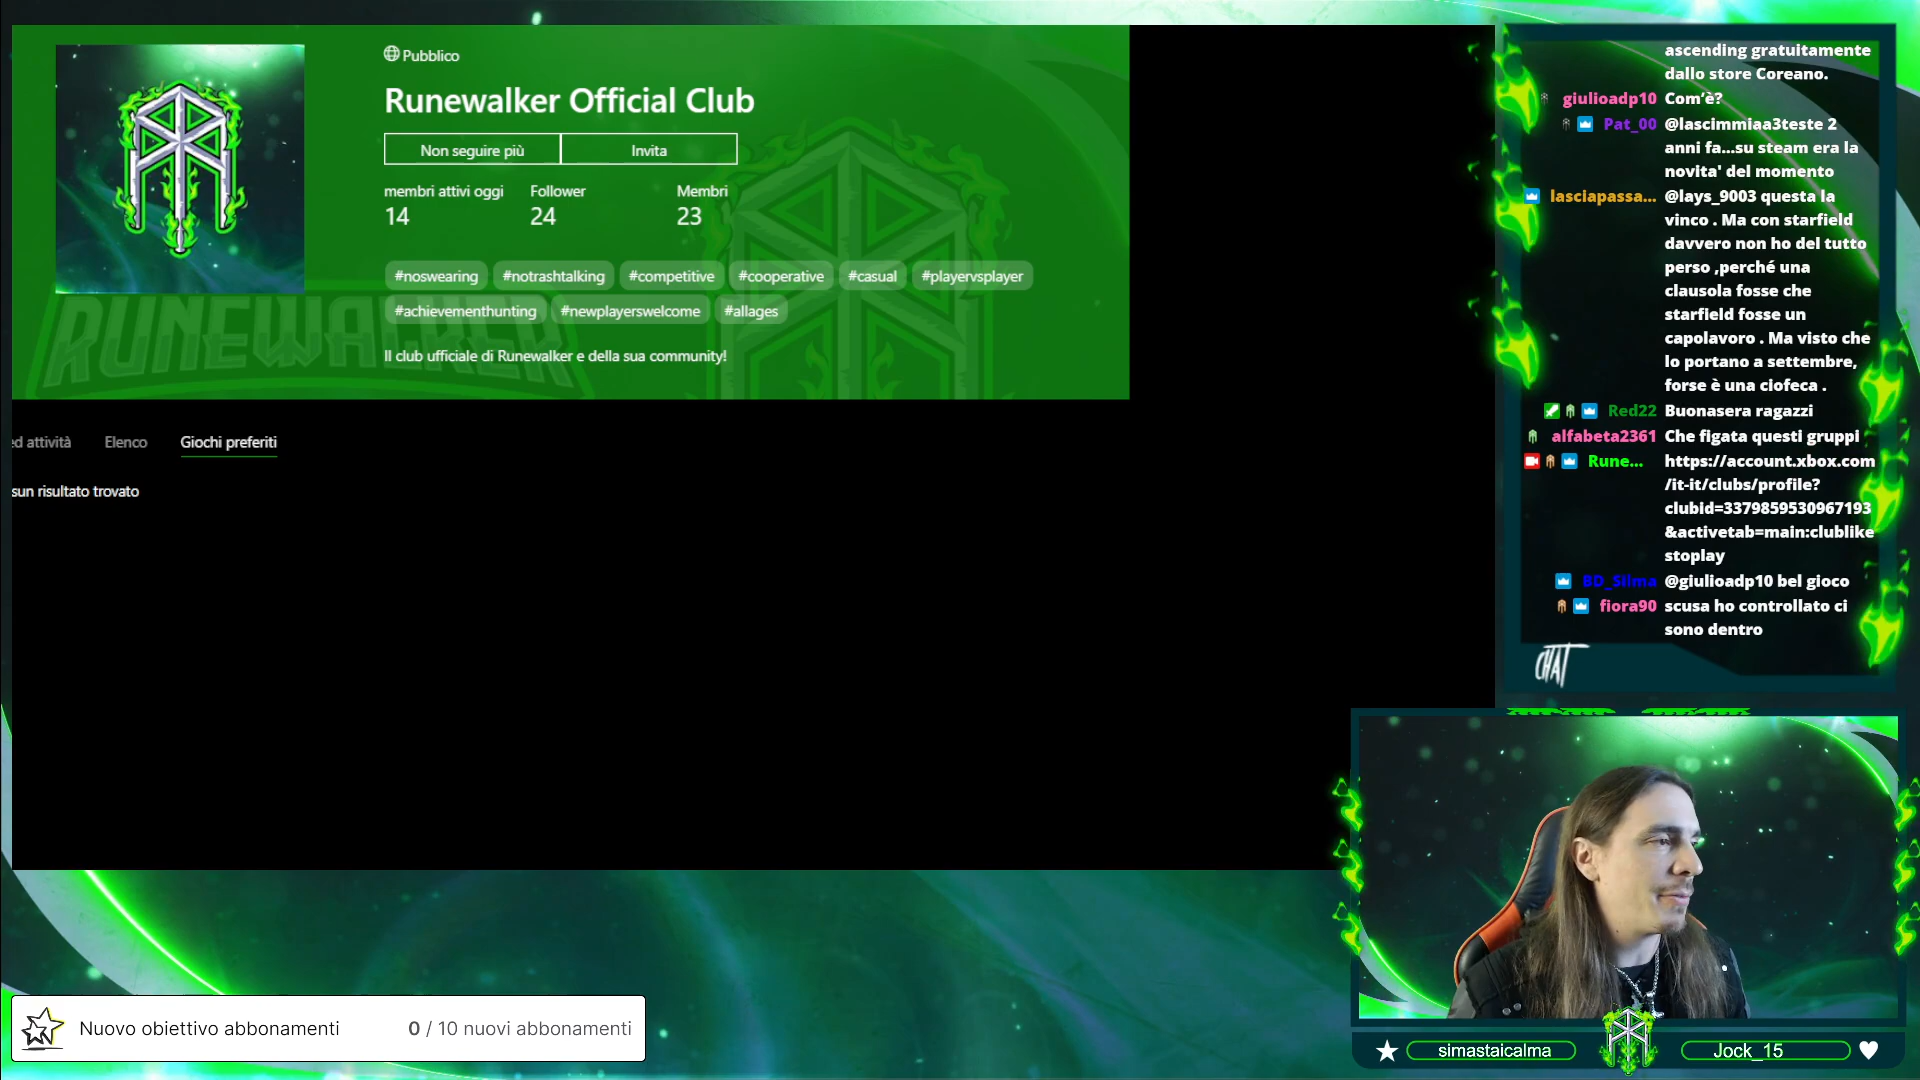 Pubblico
Runewalker Official Club
Non seguire più
Invita
membri attivi oggi
Follower
Membri
14
24
23
#noswearing
#notrashtalking
#competitive
#cooperative
#casual
#playervsplayer
#achievementhunting
#newplayerswelcome
#allages
RUNEWALKER
Il club ufficiale di Runewalker e della sua community!
ed attività
Elenco
Giochi preferiti
sun risultato trovato
ascending gratuitamente
dallo store Coreano.
giulioadp10 Com'è?
Pat_00 @lascimmiaa3teste 2
anni fa...su steam era la
novita' del momento
lasciapassa... @lays_9003 questa la
vinco . Ma con starfield
davvero non ho del tutto
perso ,perché una
clausola fosse che
starfield fosse un
capolavoro . Ma visto che
lo portano a settembre,
forse è una ciofeca .
Red22 Buonasera ragazzi
alfabeta2361 Che figata questi gruppi
Rune... https://account.xbox.com
/it-it/clubs/profile?
clubid=3379859530967193
&activetab=main:clublike
stoplay
BD_Silma @giulioadp10 bel gioco
fiora90 scusa ho controllato ci
sono dentro
CHAT
Nuovo obiettivo abbonamenti
0 / 10 nuovi abbonamenti
simastaicalma
Jock_15